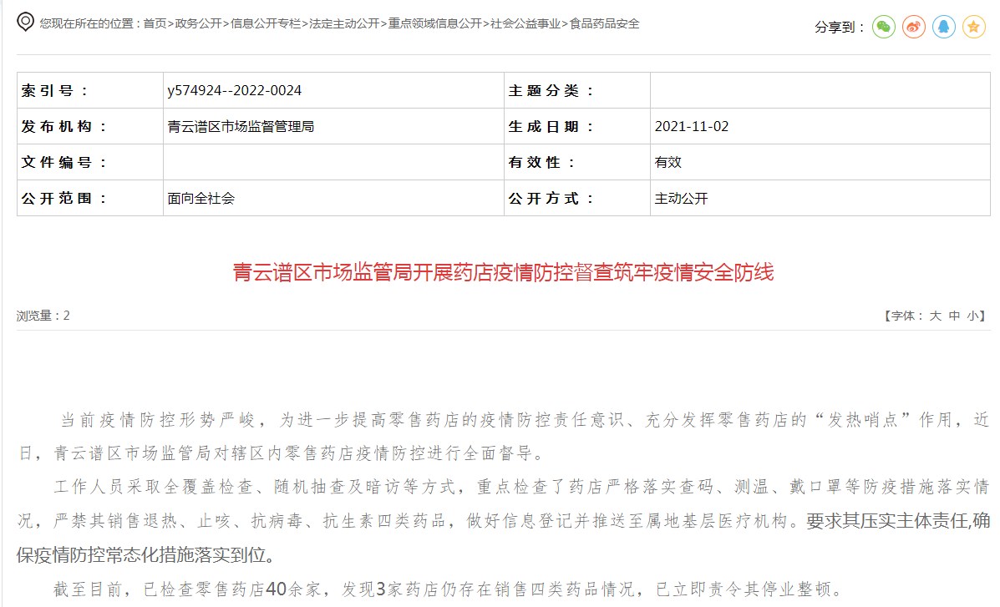 您现在所在的位置：首页>政务公开>信息公开专栏>法定主动公开>重点领域信息公开>社会公益事业>食品药品安全
分享到：
索引号： y574924--2022-0024 主题分类：
发布机构： 青云谱区市场监督管理局 生成日期： 2021-11-02
文件编号： 有效性： 有效
公开范围： 面向全社会 公开方式： 主动公开
青云谱区市场监管局开展药店疫情防控督查筑牢疫情安全防线
浏览量：2 【字体： 大 中 小】
当前疫情防控形势严峻，为进一步提高零售药店的疫情防控责任意识、充分发挥零售药店的“发热哨点”作用，近
日，青云谱区市场监管局对辖区内零售药店疫情防控进行全面督导。
工作人员采取全覆盖检查、随机抽查及暗访等方式，重点检查了药店严格落实查码、测温、戴口罩等防疫措施落实情
况，严禁其销售退热、止咳、抗病毒、抗生素四类药品，做好信息登记并推送至属地基层医疗机构。要求其压实主体责任,确
保疫情防控常态化措施落实到位。
截至目前，已检查零售药店40余家，发现3家药店仍存在销售四类药品情况，已立即责令其停业整顿。